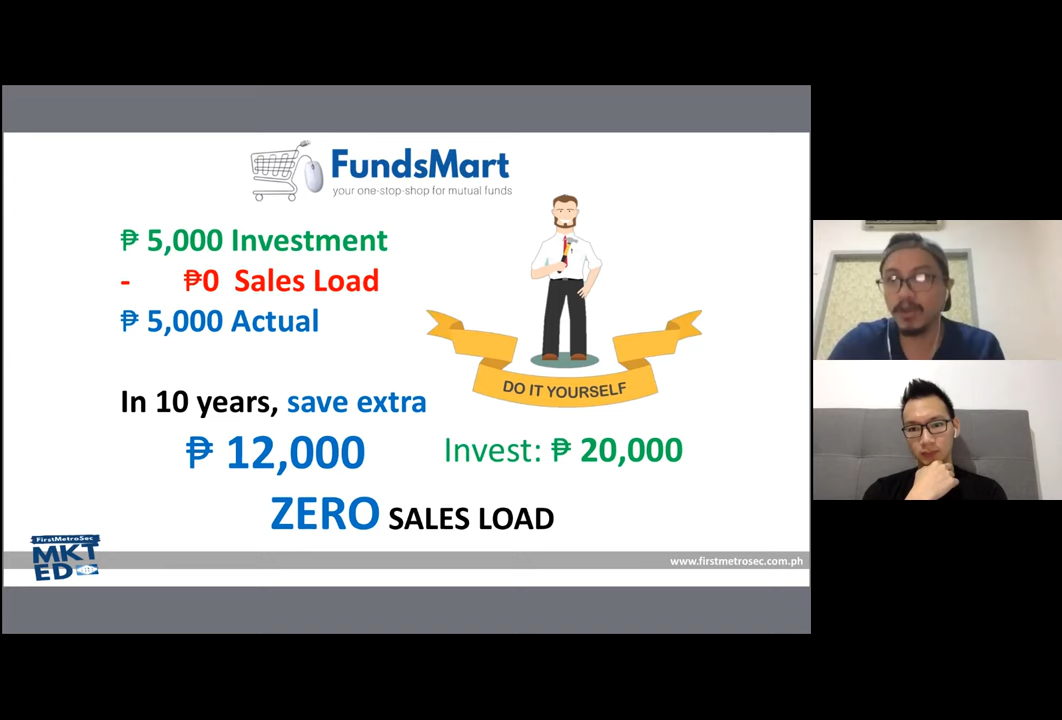 FundsMart
your one-stop-shop for mutual funds
₱ 5,000 Investment
- ₱0 Sales Load
₱ 5,000 Actual
DO IT YOURSELF
In 10 years, save extra
₱ 12,000
Invest: ₱ 20,000
ZERO SALES LOAD
FirstMetroSec
MKT
ED
www.firstmetrosec.com.ph